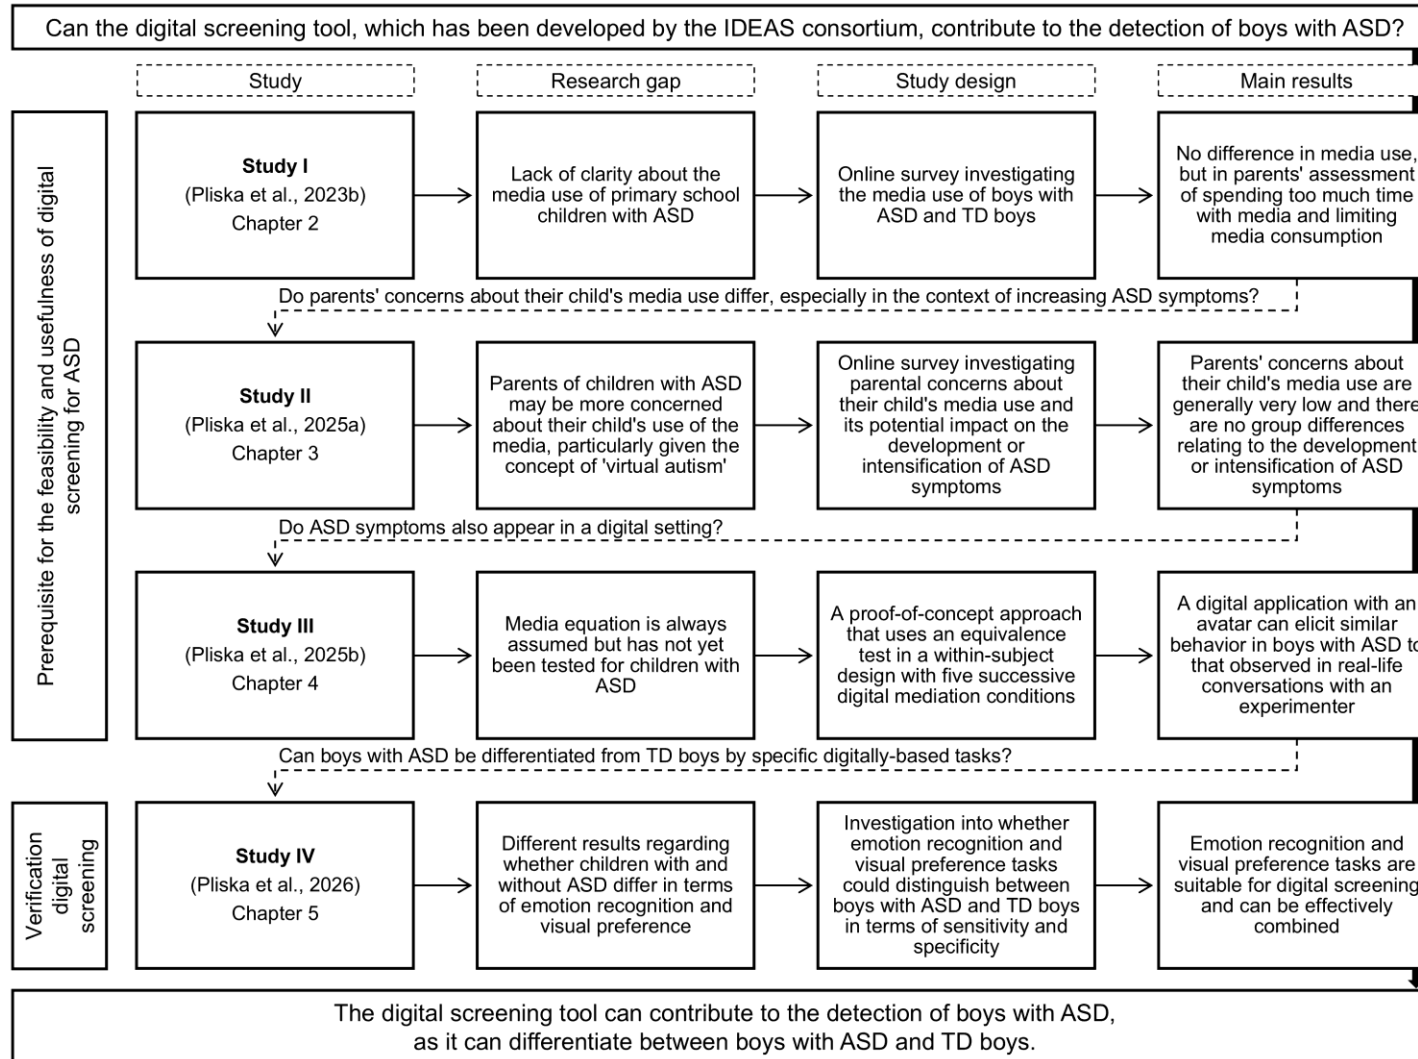 Can the digital screening tool, which has been developed by the IDEAS consortium, contribute to the detection of boys with ASD?
Study
Research gap
Study design
Main results
Prerequisite for the feasibility and usefulness of digital
screening for ASD
Study I
(Pliska et al., 2023b)
Chapter 2
Lack of clarity about the
media use of primary school
children with ASD
Online survey investigating
the media use of boys with
ASD and TD boys
No difference in media use,
but in parents' assessment
of spending too much time
with media and limiting
media consumption
Do parents' concerns about their child's media use differ, especially in the context of increasing ASD symptoms?
Study II
(Pliska et al., 2025a)
Chapter 3
Parents of children with ASD
may be more concerned
about their child's use of the
media, particularly given the
concept of 'virtual autism'
Online survey investigating
parental concerns about
their child's media use and
its potential impact on the
development or
intensification of ASD
symptoms
Parents' concerns about
their child's media use are
generally very low and there
are no group differences
relating to the development
or intensification of ASD
symptoms
Do ASD symptoms also appear in a digital setting?
Study III
(Pliska et al., 2025b)
Chapter 4
Media equation is always
assumed but has not yet
been tested for children with
ASD
A proof-of-concept approach
that uses an equivalence
test in a within-subject
design with five successive
digital mediation conditions
A digital application with an
avatar can elicit similar
behavior in boys with ASD to
that observed in real-life
conversations with an
experimenter
Can boys with ASD be differentiated from TD boys by specific digitally-based tasks?
Verification
digital
screening
Study IV
(Pliska et al., 2026)
Chapter 5
Different results regarding
whether children with and
without ASD differ in terms
of emotion recognition and
visual preference
Investigation into whether
emotion recognition and
visual preference tasks
could distinguish between
boys with ASD and TD boys
in terms of sensitivity and
specificity
Emotion recognition and
visual preference tasks are
suitable for digital screening
and can be effectively
combined
The digital screening tool can contribute to the detection of boys with ASD,
as it can differentiate between boys with ASD and TD boys.